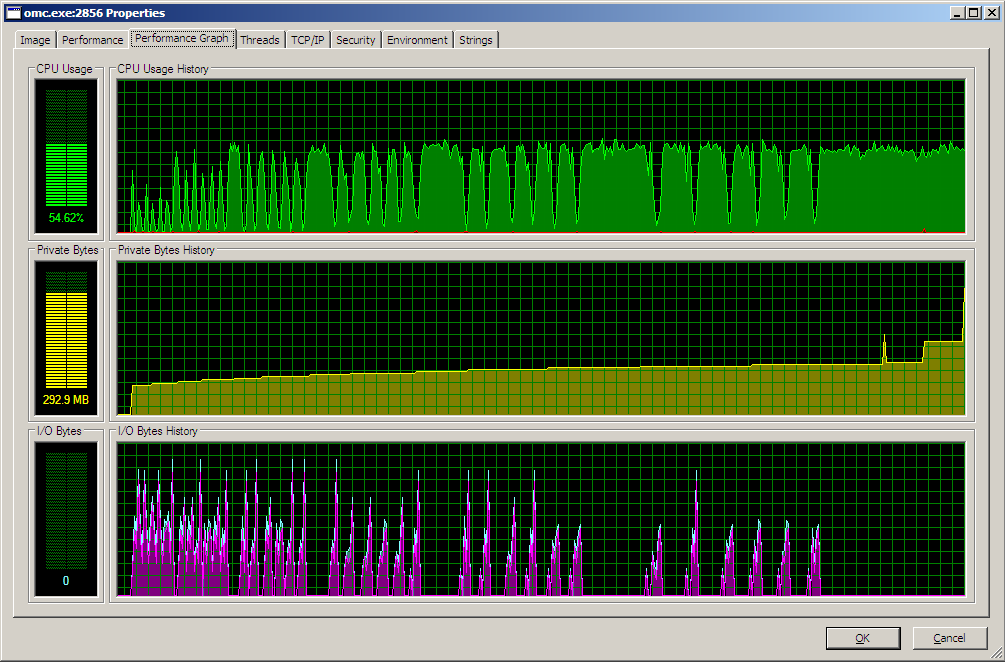 omc.exe:2856 Properties
Image Performance Performance Graph Threads TCP/IP Security Environment Strings
CPU Usage CPU Usage History
54.62%
Private Bytes Private Bytes History
292.9 MB
I/O Bytes I/O Bytes History
0
OK Cancel